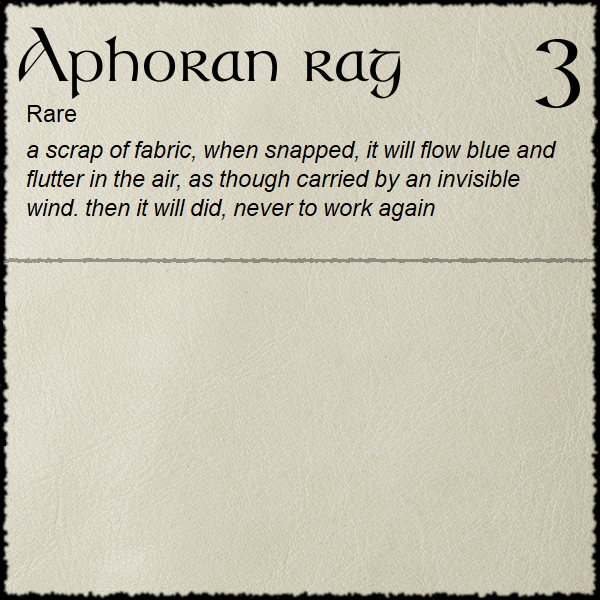 Aphoran rag
3
Rare
a scrap of fabric, when snapped, it will flow blue and
flutter in the air, as though carried by an invisible
wind. then it will did, never to work again